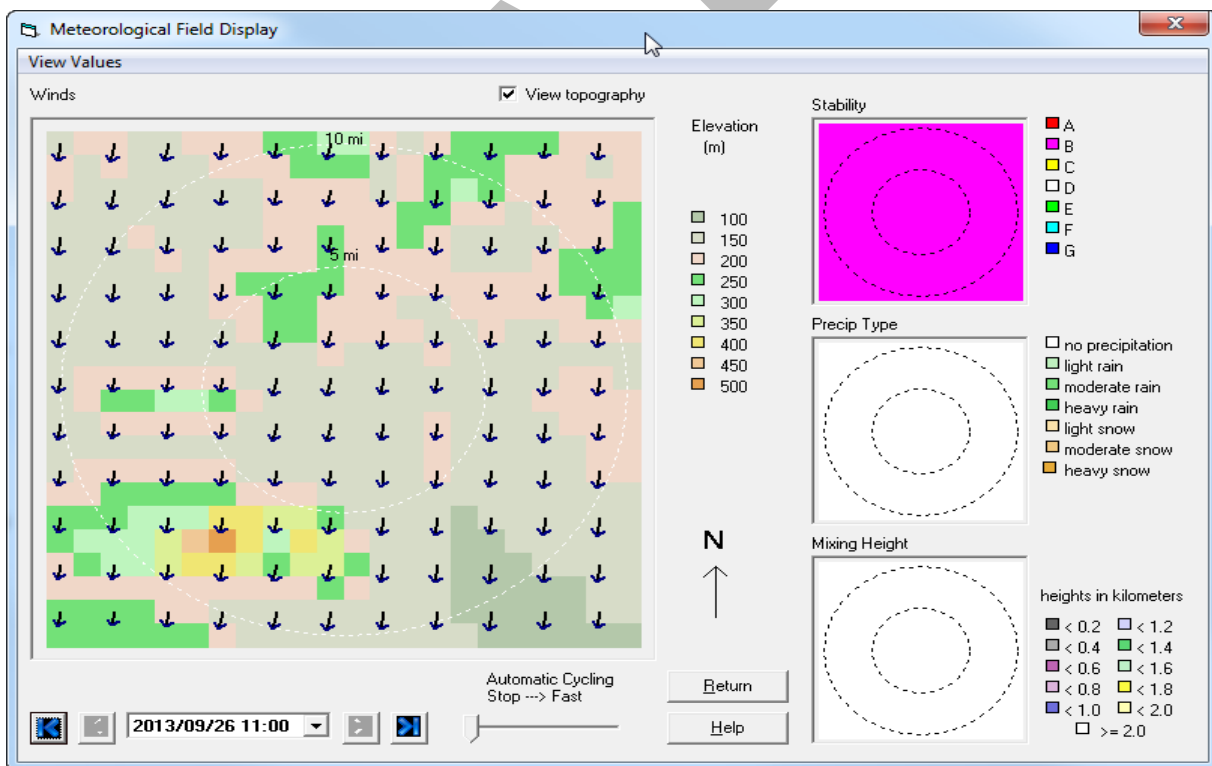 Meteorological Field Display
View Values
Winds
View topography
10 mi
5 mi
Elevation
(m)
100
150
200
250
300
350
400
450
500
N
Stability
A
B
C
D
E
F
G
Precip Type
no precipitation
light rain
moderate rain
heavy rain
light snow
moderate snow
heavy snow
Mixing Height
heights in kilometers
< 0.2 < 1.2
< 0.4 < 1.4
< 0.6 < 1.6
< 0.8 < 1.8
< 1.0 < 2.0
>= 2.0
Automatic Cycling
Stop ---> Fast
2013/09/26 11:00
Return
Help